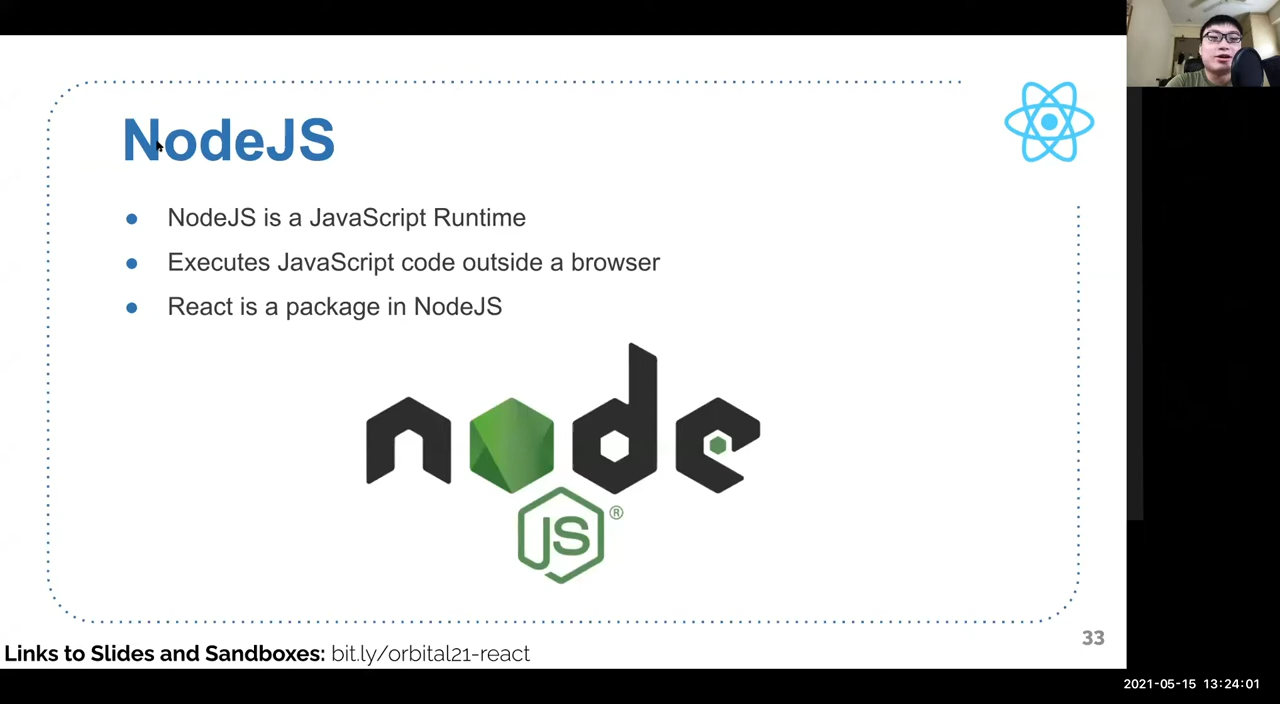 NodeJS
NodeJS is a JavaScript Runtime
Executes JavaScript code outside a browser
React is a package in NodeJS
node
JS ®
33
Links to Slides and Sandboxes: bit.ly/orbital21-react
2021-05-15 13:24:01